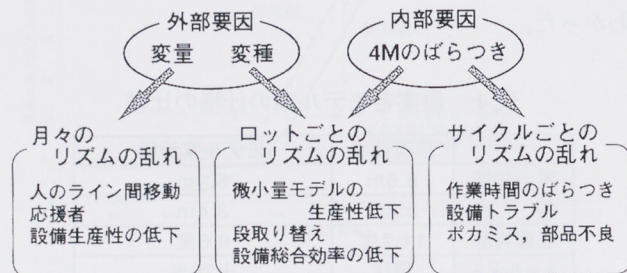 外部要因
変量 変種
内部要因
4Mのばらつき
月々の
リズムの乱れ
人のライン間移動
応援者
設備生産性の低下
ロットごとの
リズムの乱れ
微小量モデルの
生産性低下
段取り替え
設備総合効率の低下
サイクルごとの
リズムの乱れ
作業時間のばらつき
設備トラブル
ポカミス，部品不良